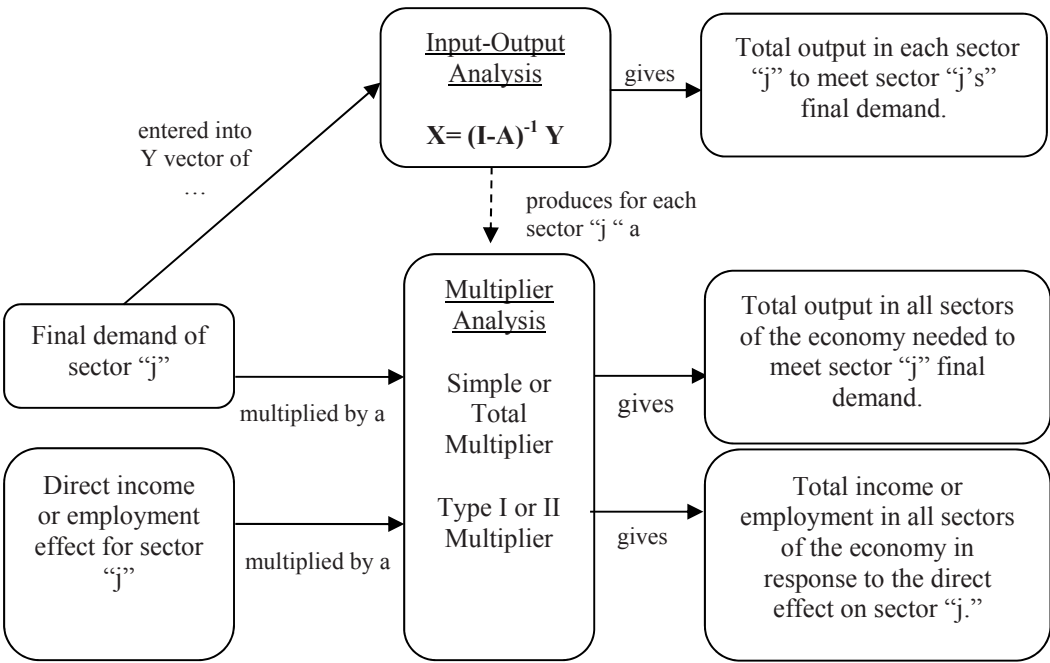 Input-Output
Analysis
X= (I-A)⁻¹ Y
gives
Total output in each sector
“j” to meet sector “j’s”
final demand.
entered into
Y vector of
…
produces for each
sector “j “ a
Final demand of
sector “j”
multiplied by a
Multiplier
Analysis
Simple or
Total
Multiplier
gives
Total output in all sectors
of the economy needed to
meet sector “j” final
demand.
Direct income
or employment
effect for sector
“j”
multiplied by a
Type I or II
Multiplier
gives
Total income or
employment in all sectors
of the economy in
response to the direct
effect on sector “j.”